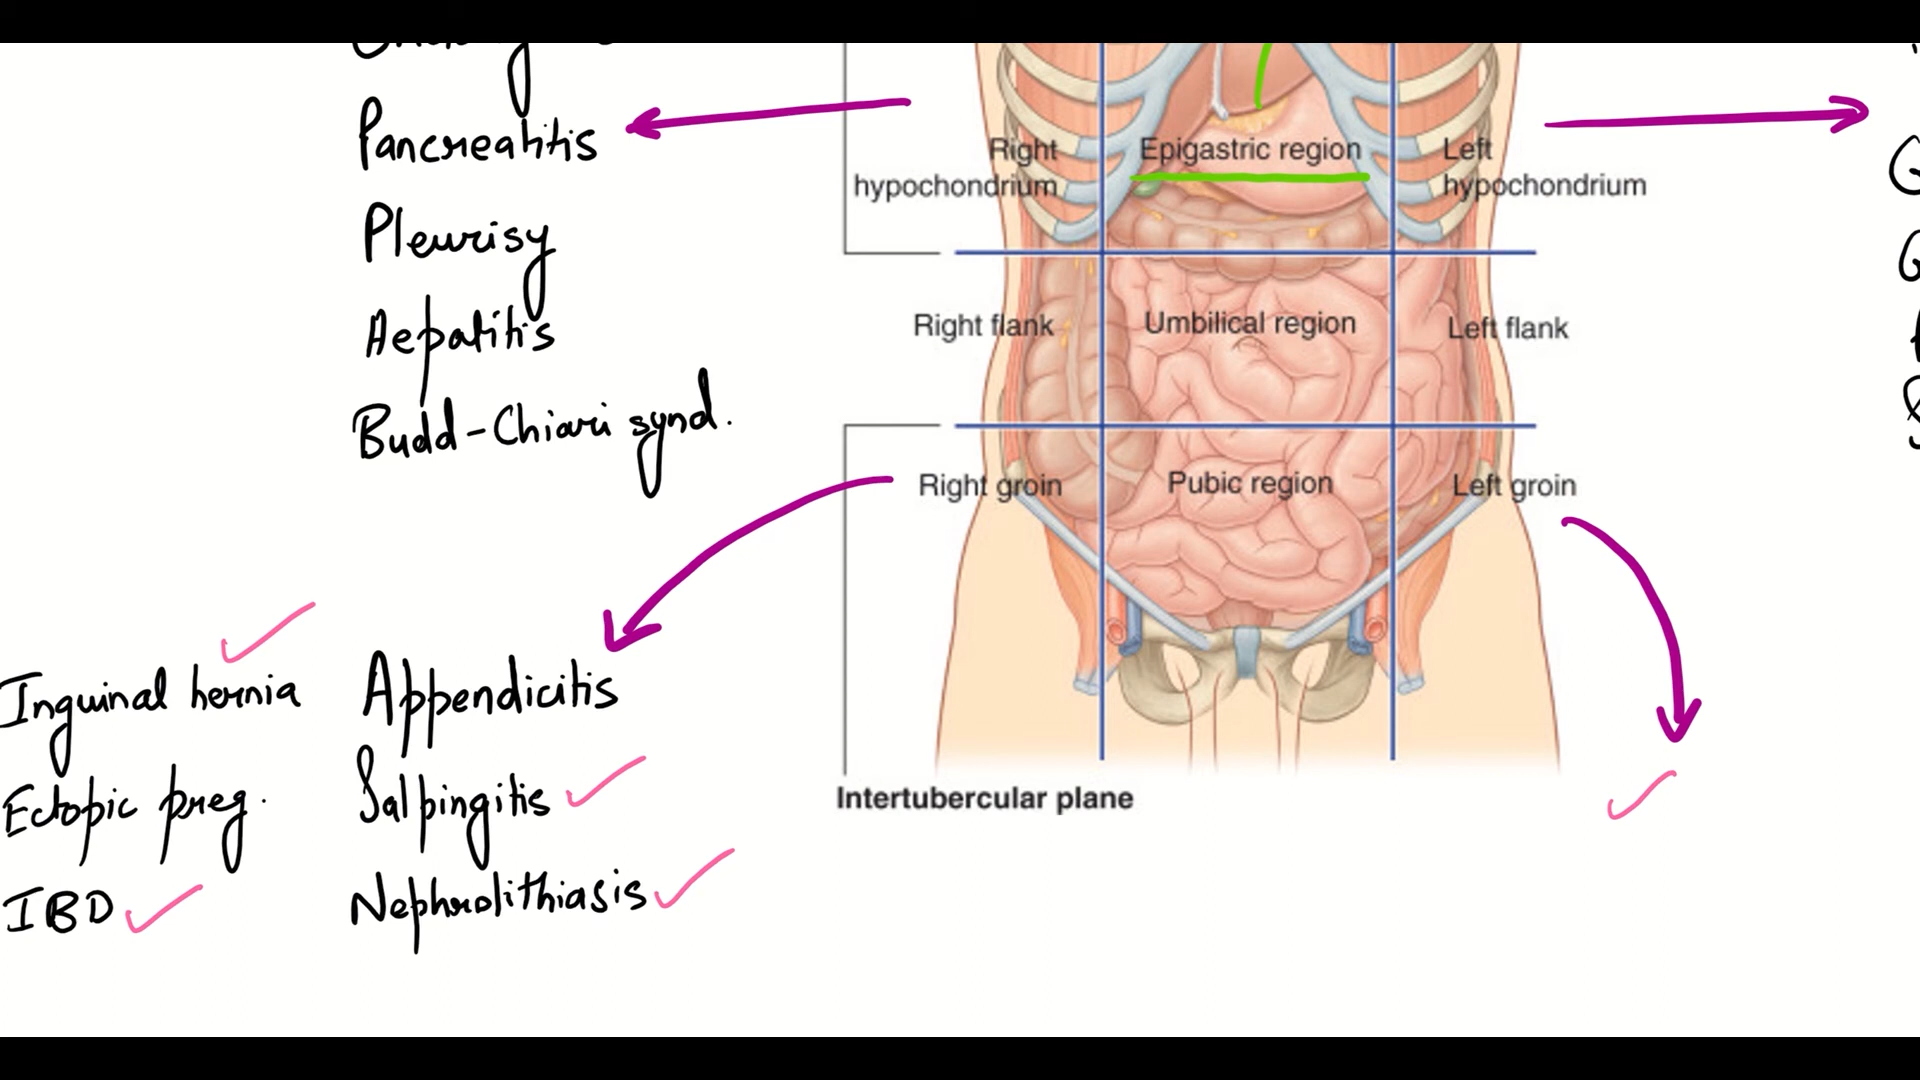 Pancreatitis
Pleurisy
Hepatitis
Budd-Chiari synd.
Right
hypochondrium
Epigastric region
Left
hypochondrium
Right flank
Umbilical region
Left flank
Right groin
Pubic region
Left groin
Inguinal hernia
Appendicitis
Ectopic preg.
Salpingitis
IBD
Nephrolithiasis
Intertubercular plane